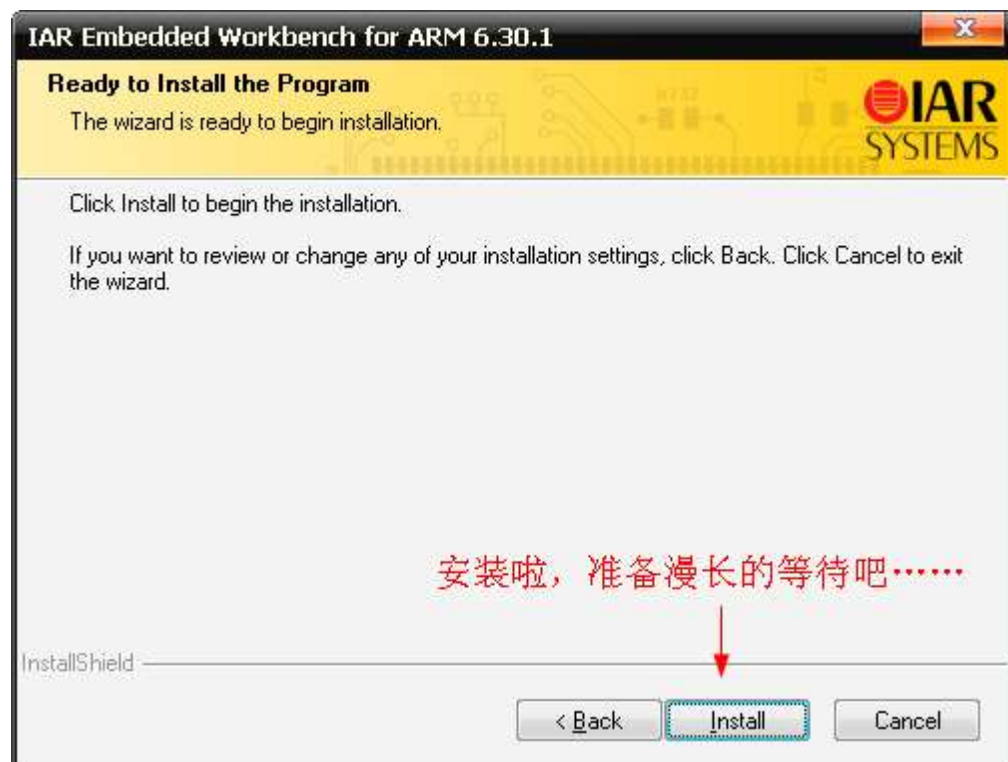 IAR Embedded Workbench for ARM 6.30.1
Ready to Install the Program
The wizard is ready to begin installation.
IAR
SYSTEMS
Click Install to begin the installation.
If you want to review or change any of your installation settings, click Back. Click Cancel to exit
the wizard.
安装啦，准备漫长的等待吧……
InstallShield
< Back Install Cancel